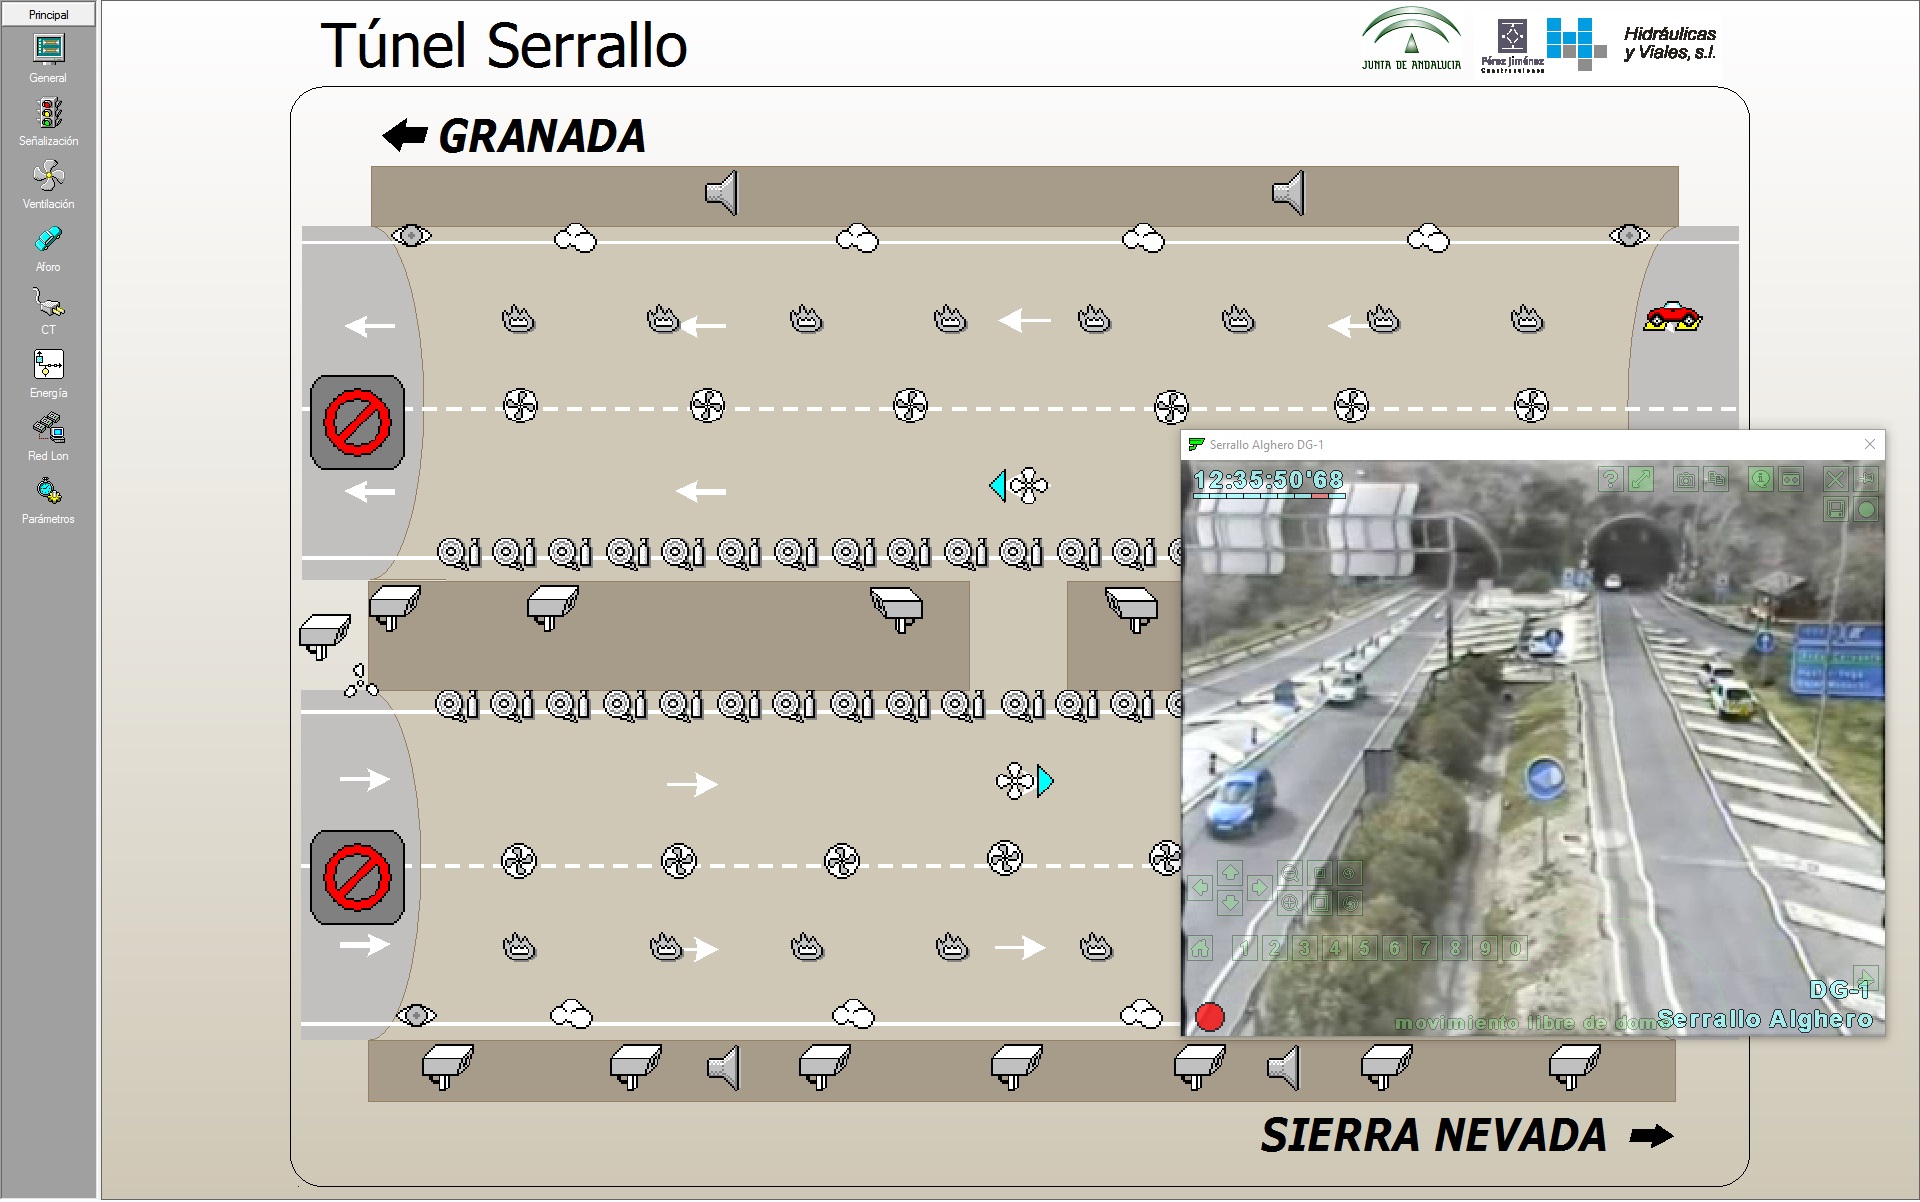 Principal
General
Señalización
Ventilación
Aforo
CT
Energía
Red Lon
Parámetros
Túnel Serrallo
JUNTA DE ANDALUCIA
Pérez Jiménez
Construcciones
Hidráulicas
y Viales, s.l.
GRANADA
Serrallo Alghero DG-1
12:35:50'68
1 2 3 4 5 6 7 8 9 0
DG-1
movimiento libre de dom
Serrallo Alghero
SIERRA NEVADA